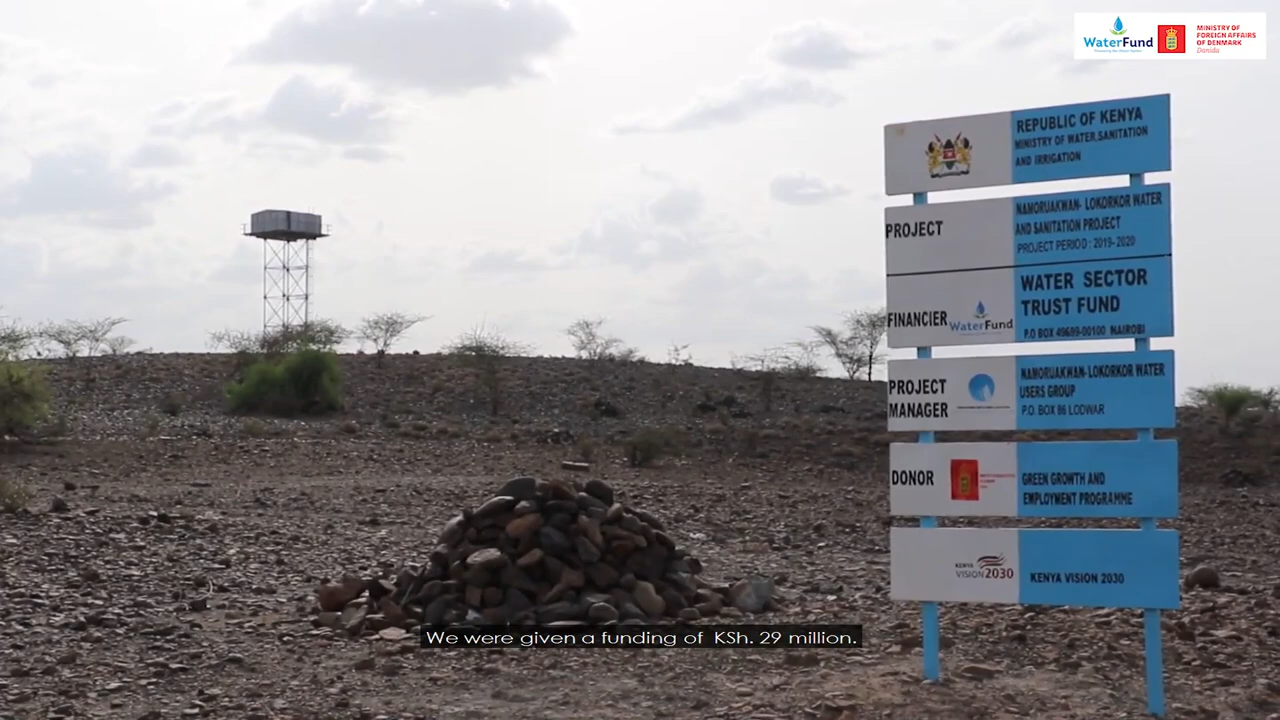 WaterFund
MINISTRY OF
FOREIGN AFFAIRS
OF DENMARK
Danida
REPUBLIC OF KENYA
MINISTRY OF WATER,SANITATION
AND IRRIGATION
PROJECT
NAMORUAKWAN- LOKORKOR WATER
AND SANITATION PROJECT
PROJECT PERIOD : 2019- 2020
FINANCIER
WaterFund
WATER SECTOR
TRUST FUND
P.O BOX 49699-00100 NAIROBI
PROJECT
MANAGER
NAMORUAKWAN-LOKORKOR WATER
USERS GROUP
P.O. BOX 86 LODWAR
DONOR
GREEN GROWTH AND
EMPLOYMENT PROGRAMME
KENYA
VISION2030
KENYA VISION 2030
We were given a funding of KSh. 29 million.